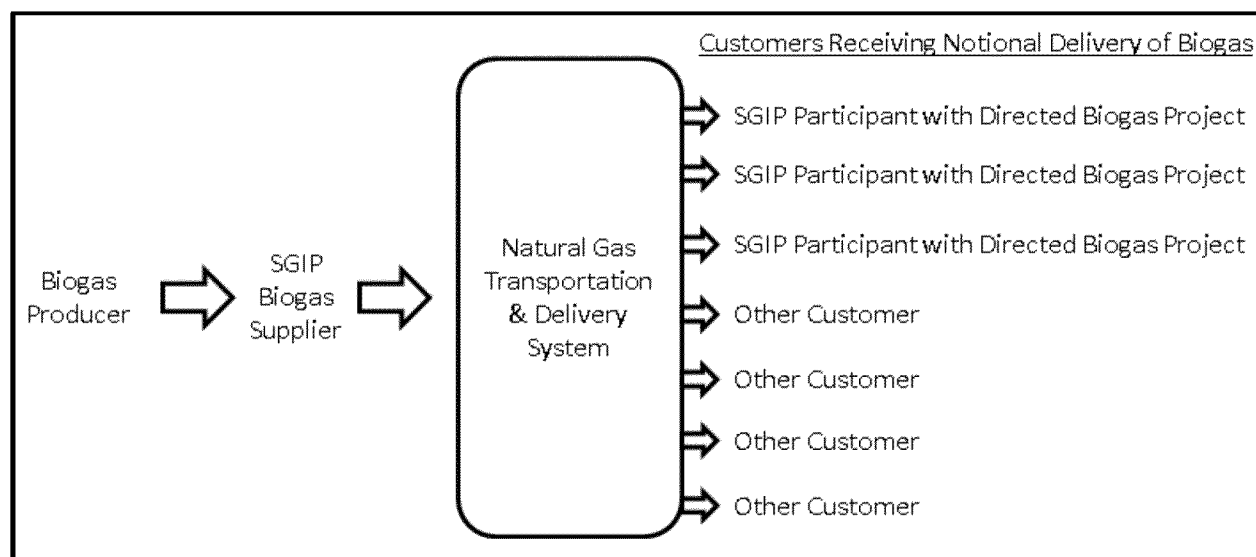 Customers Receiving Notional Delivery of Biogas
Biogas
Producer
SGIP
Biogas
Supplier
Natural Gas
Transportation
& Delivery
System
SGIP Participant with Directed Biogas Project
SGIP Participant with Directed Biogas Project
SGIP Participant with Directed Biogas Project
Other Customer
Other Customer
Other Customer
Other Customer